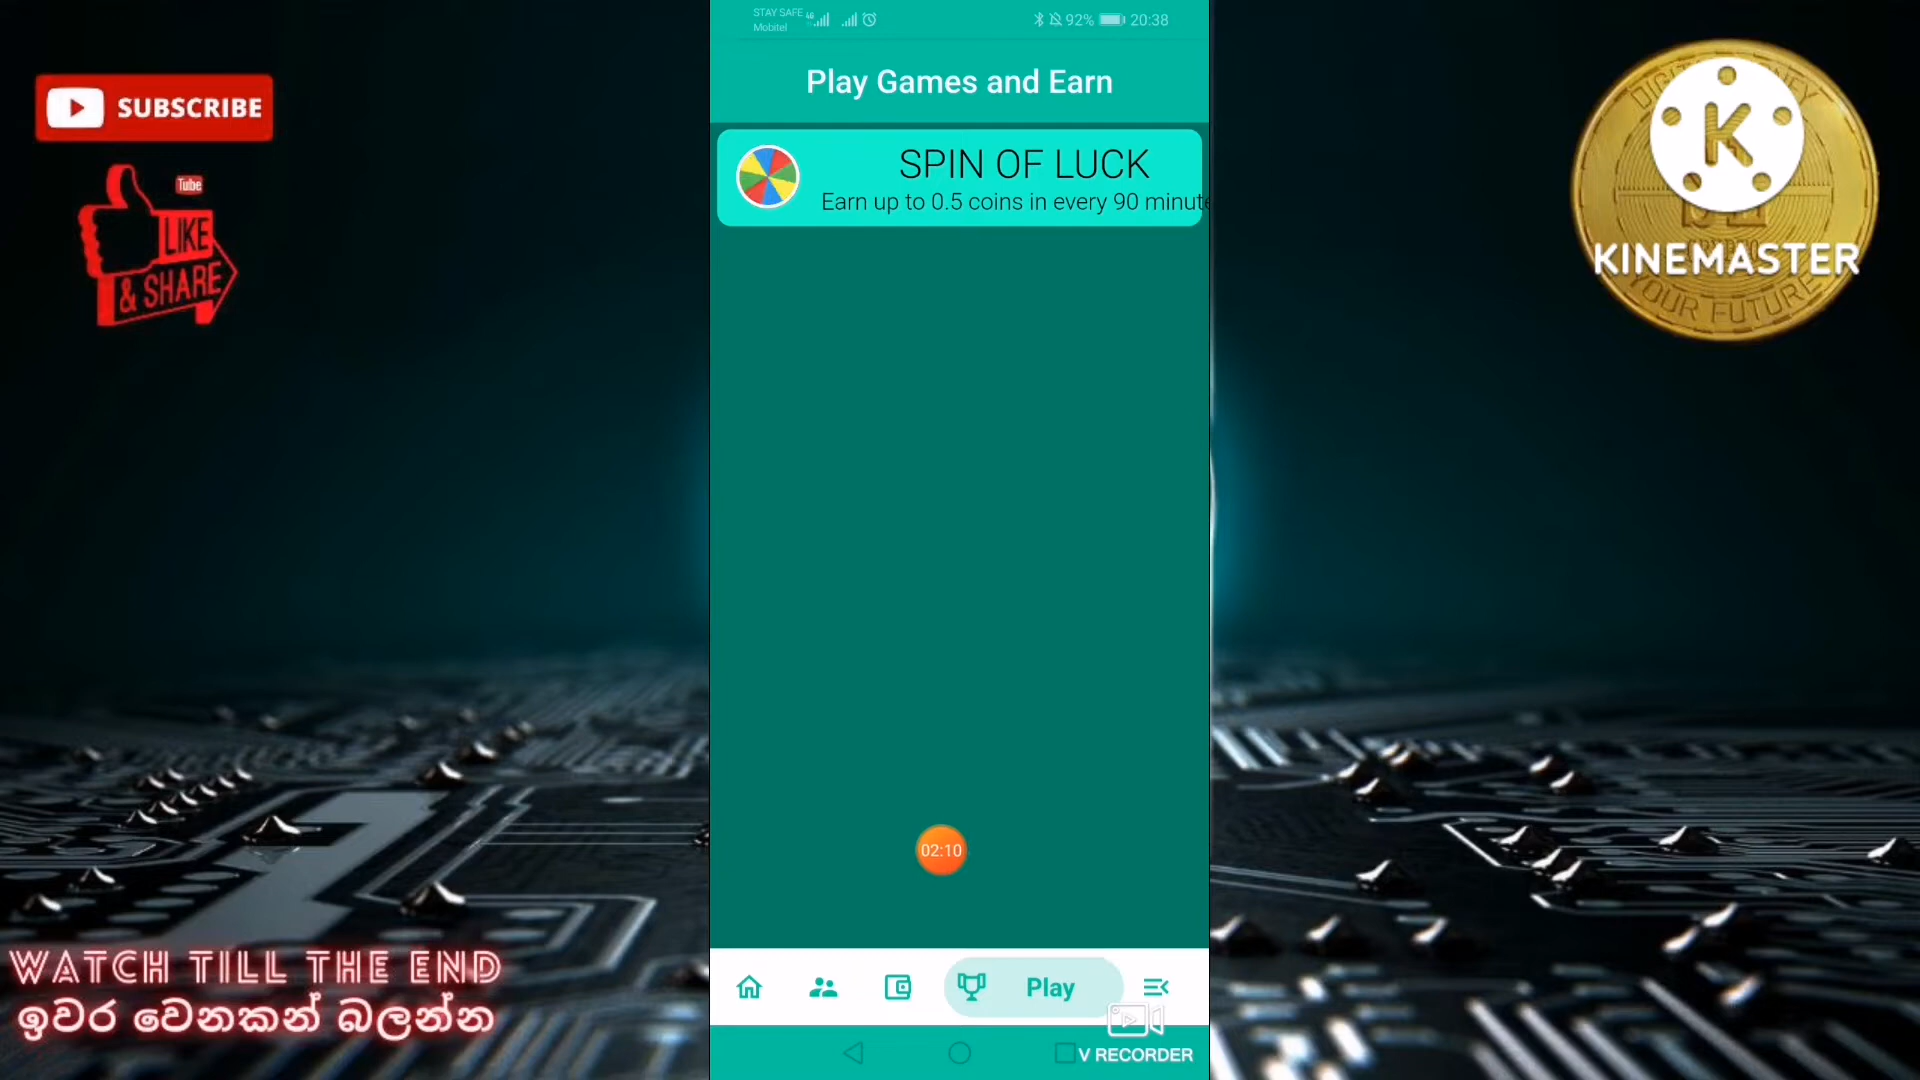 STAY SAFE
Mobitel
4G
92%
20:38
Play Games and Earn
SUBSCRIBE
Tube
LIKE
& SHARE
SPIN OF LUCK
Earn up to 0.5 coins in every 90 minute
K
KINEMASTER
YOUR FUTURE
02:10
Play
V RECORDER
WATCH TILL THE END
ඉවර වෙනකන් බලන්න